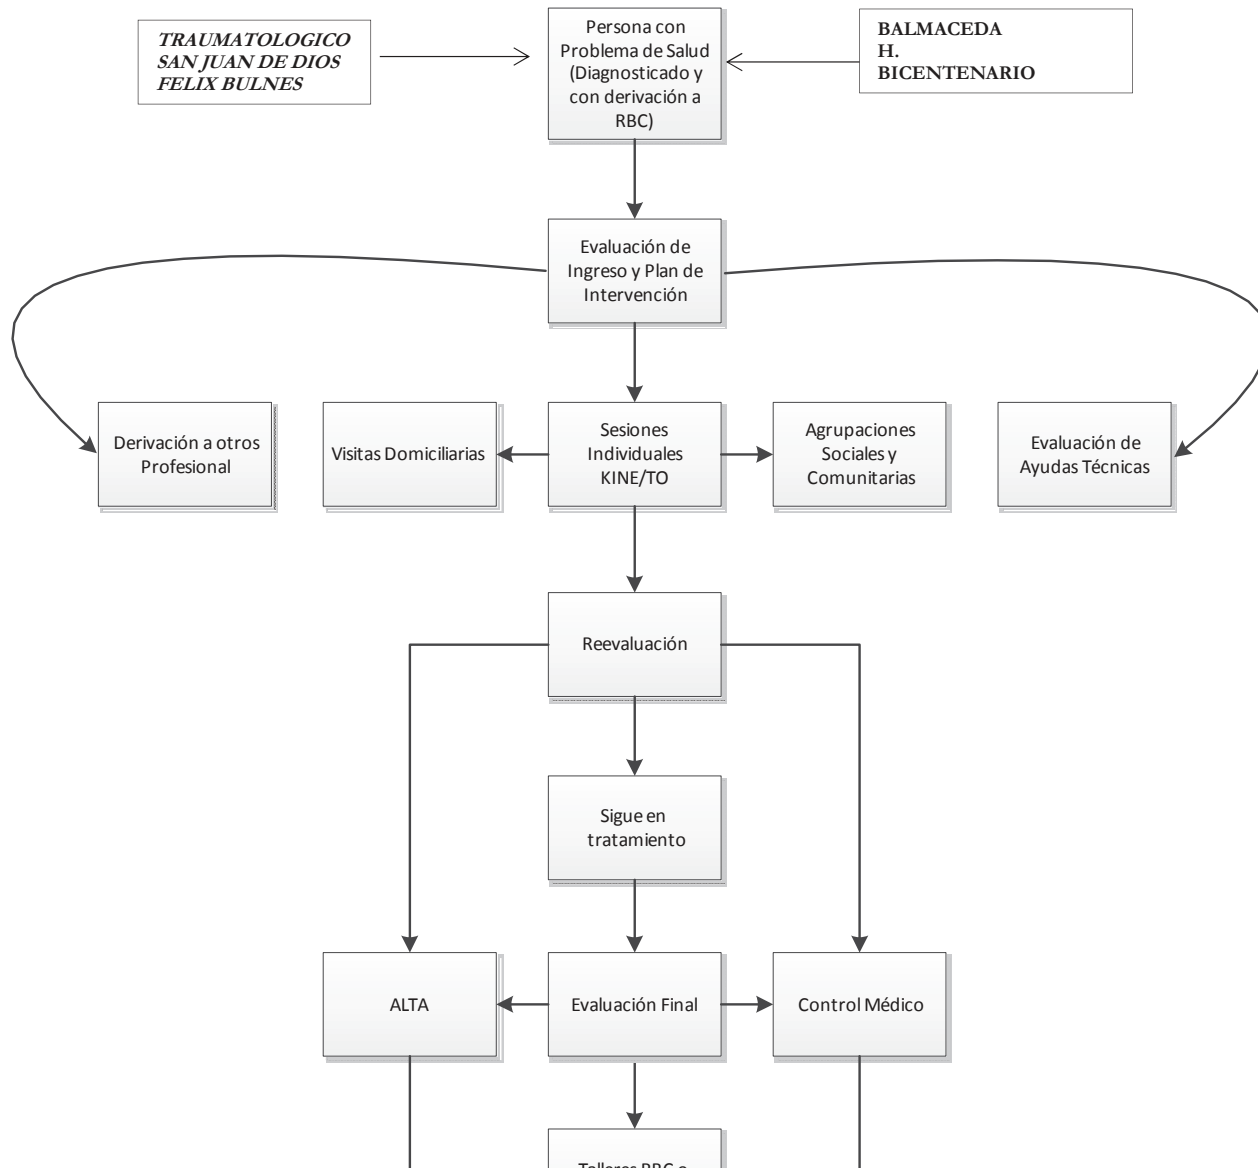 TRAUMATOLOGICO
SAN JUAN DE DIOS
FELIX BULNES
Persona con
Problema de Salud
(Diagnosticado y
con derivación a
RBC)
BALMACEDA
H.
BICENTENARIO
Evaluación de
Ingreso y Plan de
Intervención
Derivación a otros
Profesional
Visitas Domiciliarias
Sesiones
Individuales
KINE/TO
Agrupaciones
Sociales y
Comunitarias
Evaluación de
Ayudas Técnicas
Reevaluación
Sigue en
tratamiento
ALTA
Evaluación Final
Control Médico
Talleres RBC o